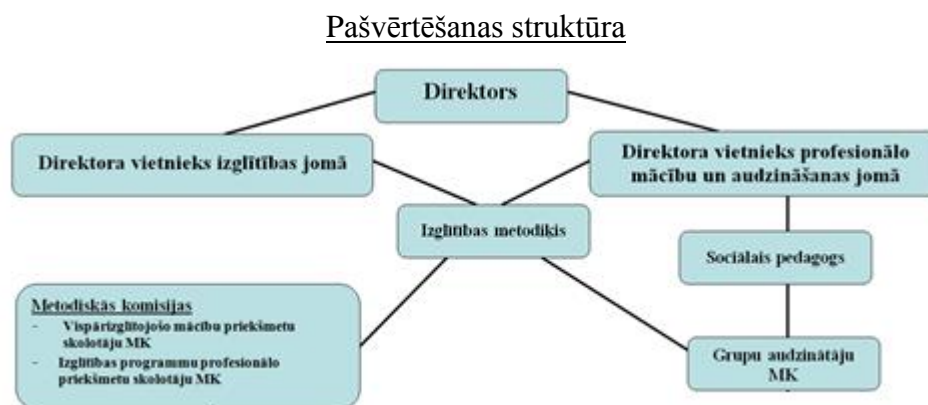 Pašvērtēšanas struktūra
Direktors
Direktora vietnieks izglītības jomā
Direktora vietnieks profesionālo
mācību un audzināšanas jomā
Izglītības metodiķis
Sociālais pedagogs
Metodiskās komisijas
- Vispārizglītojošo mācību priekšmetu
skolotāju MK
- Izglītības programmu profesionālo
priekšmetu skolotāju MK
Grupu audzinātāju
MK